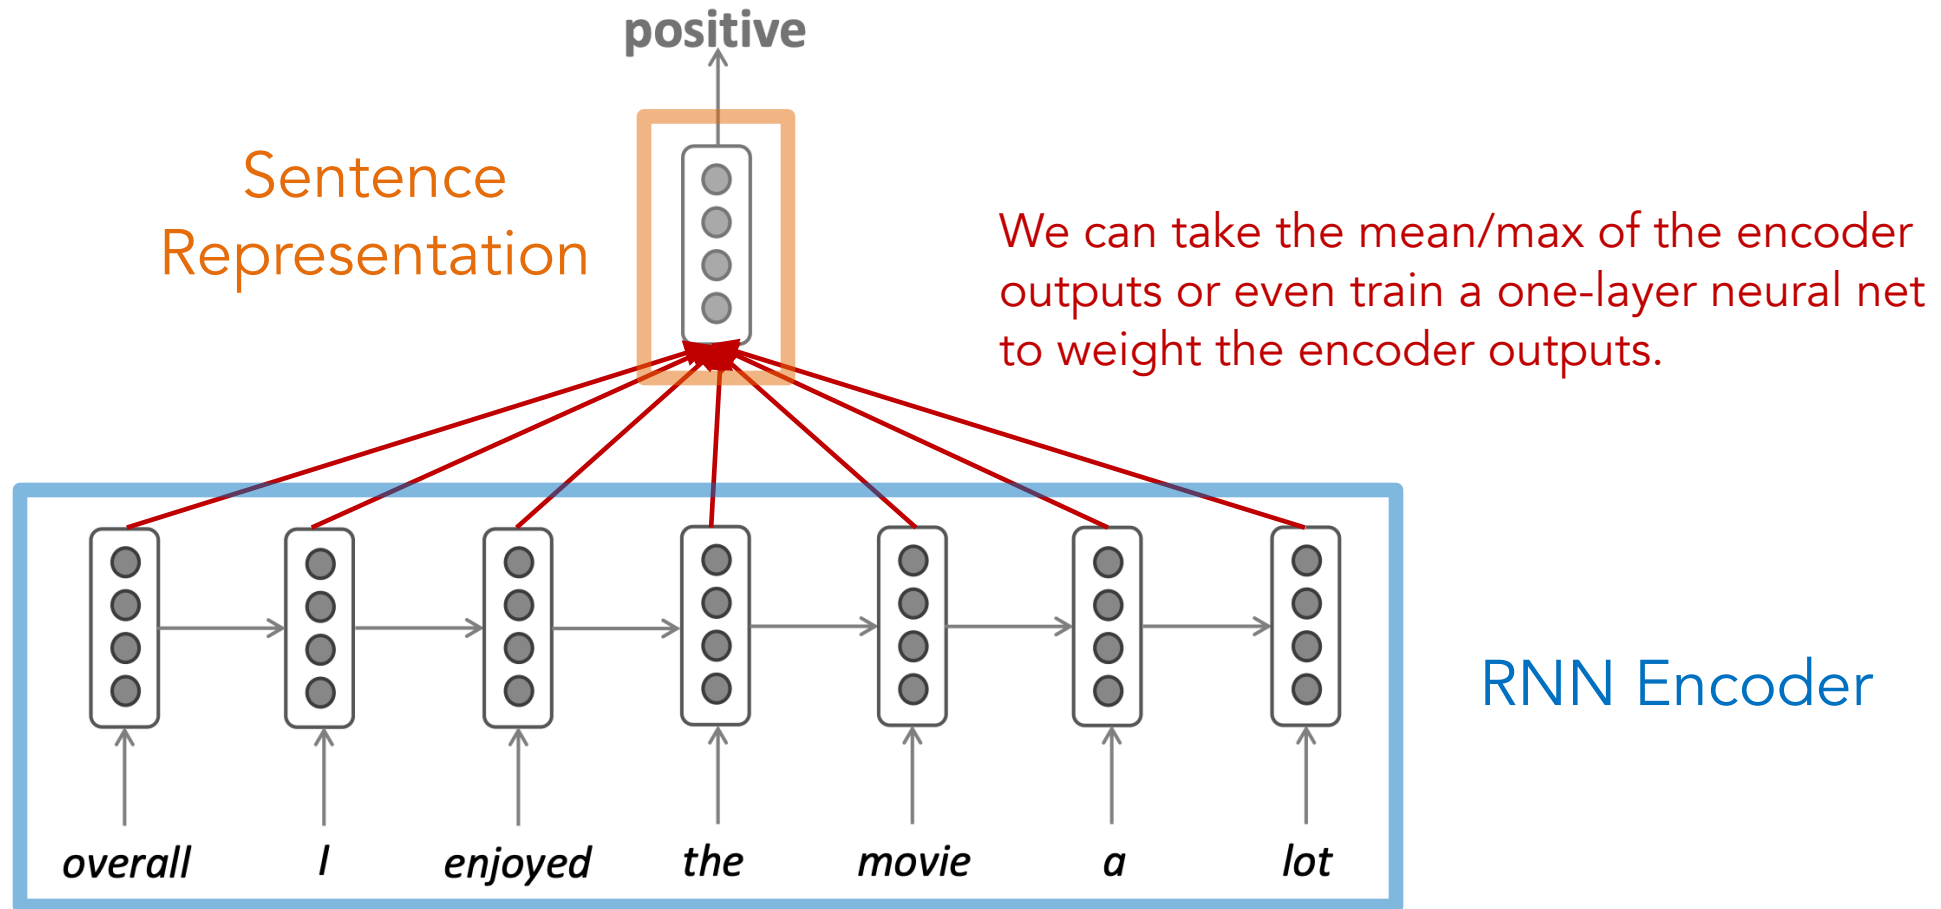 positive
Sentence
Representation
We can take the mean/max of the encoder
outputs or even train a one-layer neural net
to weight the encoder outputs.
RNN Encoder
overall I enjoyed the movie a lot